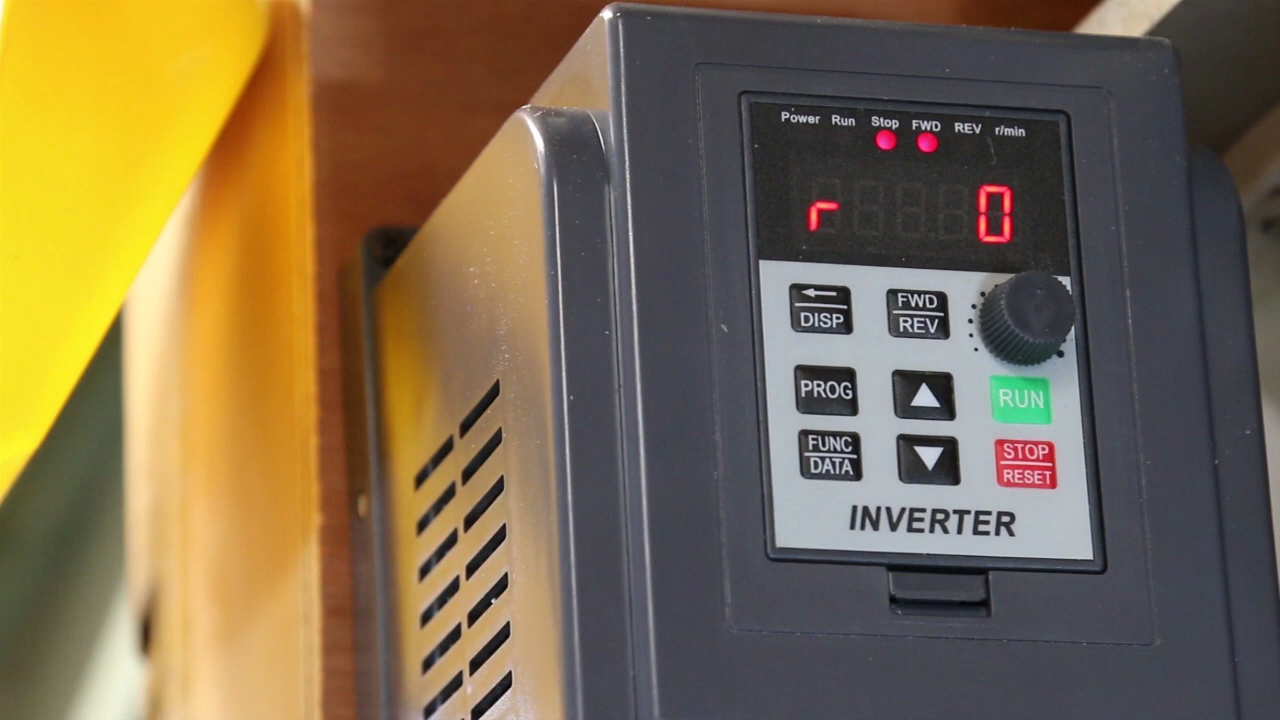 Power Run Stop FWD REV r/min
r 0
DISP
FWD
REV
PROG
RUN
FUNC
DATA
STOP
RESET
INVERTER